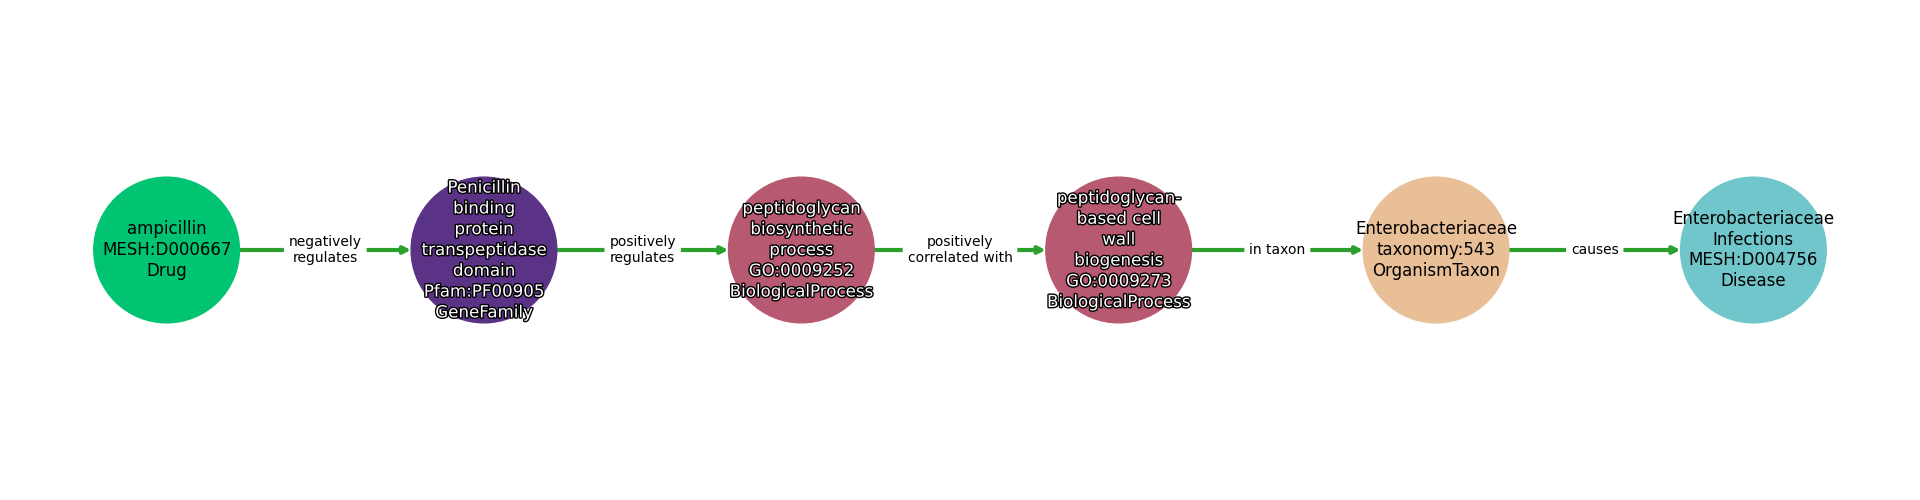 ampicillin
MESH:D000667
Drug
negatively
regulates
Penicillin
binding
protein
transpeptidase
domain
Pfam:PF00905
GeneFamily
positively
regulates
peptidoglycan
biosynthetic
process
GO:0009252
BiologicalProcess
positively
correlated with
peptidoglycan-
based cell
wall
biogenesis
GO:0009273
BiologicalProcess
in taxon
Enterobacteriaceae
taxonomy:543
OrganismTaxon
causes
Enterobacteriaceae
Infections
MESH:D004756
Disease